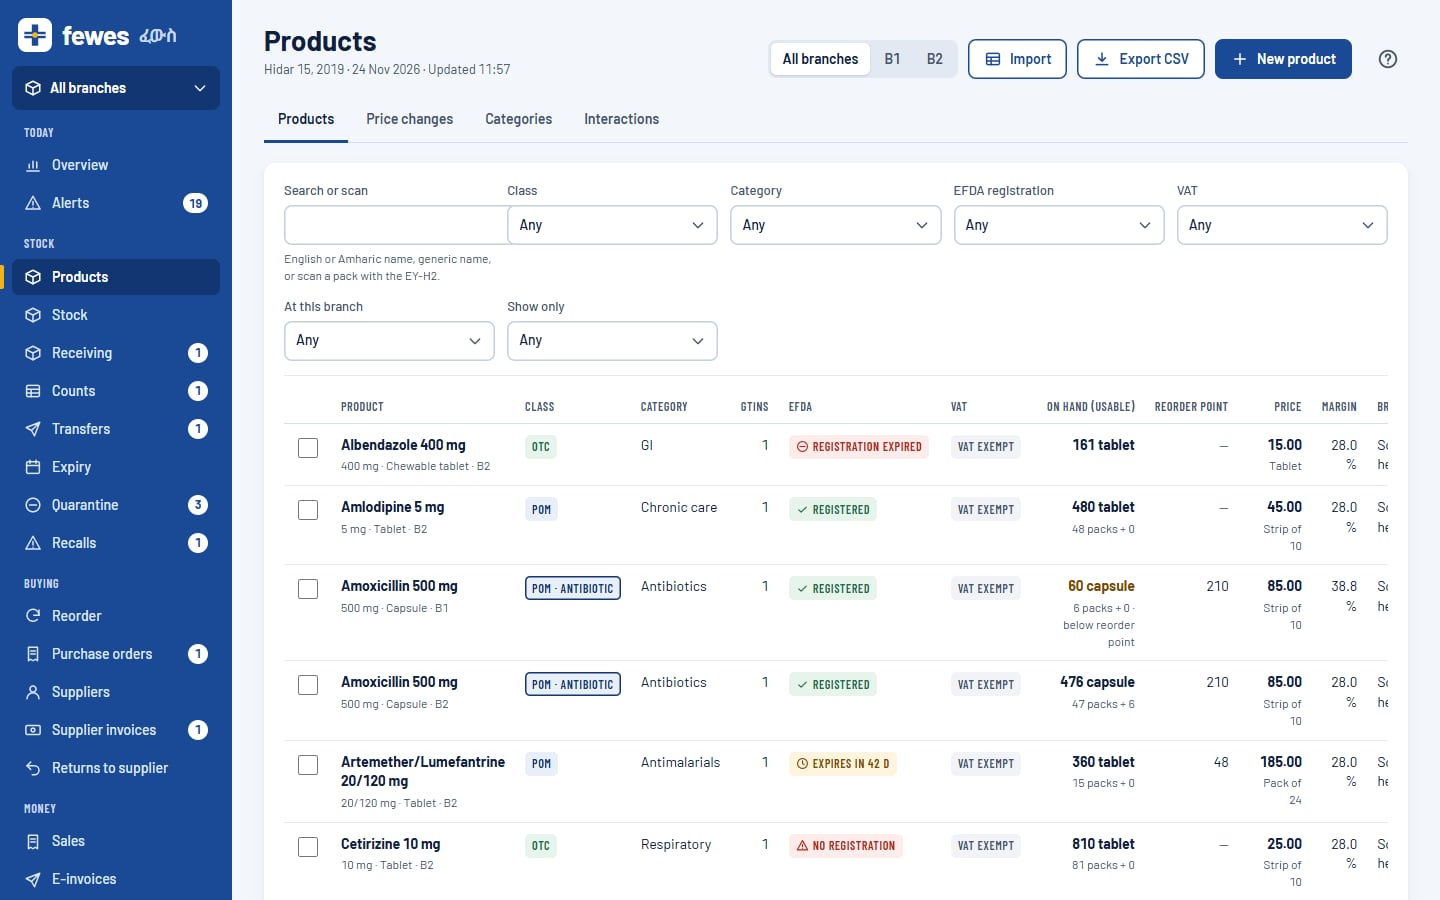 fewes ፈውስ
All branches
TODAY
Overview
Alerts 19
STOCK
Products
Stock
Receiving 1
Counts 1
Transfers 1
Expiry
Quarantine 3
Recalls 1
BUYING
Reorder
Purchase orders 1
Suppliers
Supplier invoices 1
Returns to supplier
MONEY
Sales
E-invoices
Products
Hidar 15, 2019 · 24 Nov 2026 · Updated 11:57
All branches B1 B2 Import Export CSV New product
Products Price changes Categories Interactions
Search or scan Class Category EFDA registration VAT
Any Any Any Any
English or Amharic name, generic name,
or scan a pack with the EY-H2.
At this branch Show only
Any Any
PRODUCT CLASS CATEGORY GTINS EFDA VAT ON HAND (USABLE) REORDER POINT PRICE MARGIN BR
Albendazole 400 mg OTC GI 1 REGISTRATION EXPIRED VAT EXEMPT 161 tablet — 15.00 28.0
400 mg · Chewable tablet · B2 Tablet %
Amlodipine 5 mg POM Chronic care 1 REGISTERED VAT EXEMPT 480 tablet — 45.00 28.0
5 mg · Tablet · B2 48 packs + 0 Strip of %
10
Amoxicillin 500 mg POM · ANTIBIOTIC Antibiotics 1 REGISTERED VAT EXEMPT 60 capsule 210 85.00 38.8
500 mg · Capsule · B1 6 packs + 0 · Strip of %
below reorder 10
point
Amoxicillin 500 mg POM · ANTIBIOTIC Antibiotics 1 REGISTERED VAT EXEMPT 476 capsule 210 85.00 28.0
500 mg · Capsule · B2 47 packs + 6 Strip of %
10
Artemether/Lumefantrine POM Antimalarials 1 EXPIRES IN 42 D VAT EXEMPT 360 tablet 48 185.00 28.0
20/120 mg 15 packs + 0 Pack of %
20/120 mg · Tablet · B2 24
Cetirizine 10 mg OTC Respiratory 1 NO REGISTRATION VAT EXEMPT 810 tablet — 25.00 28.0
10 mg · Tablet · B2 81 packs + 0 Strip of %
10